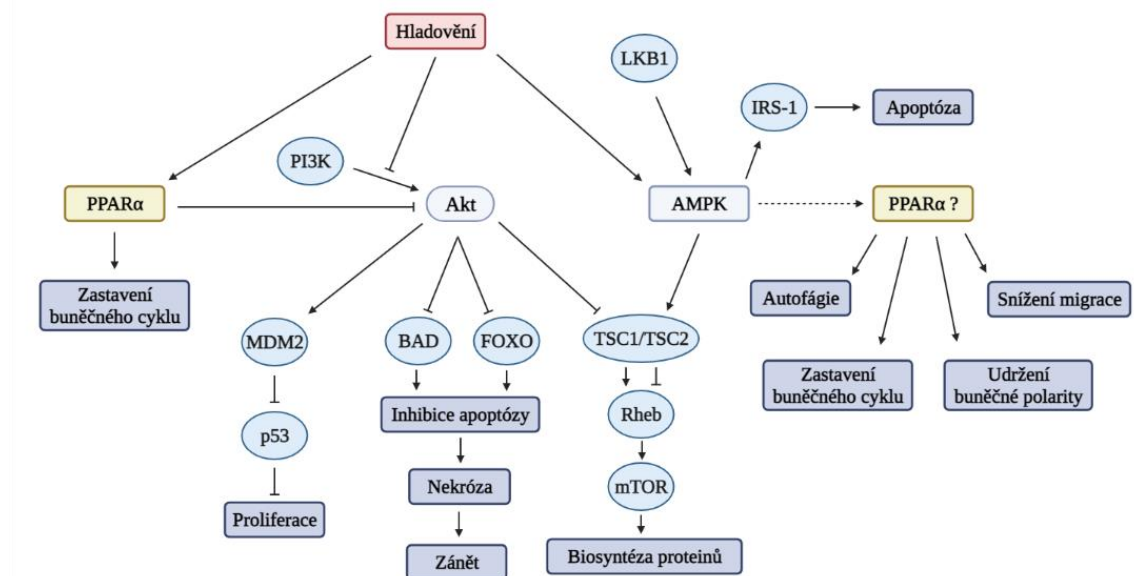 Hladovění
LKB1
IRS-1
Apoptóza
PI3K
PPARα
Akt
AMPK
PPARα ?
Zastavení
buněčného cyklu
Autofágie
Snížení migrace
MDM2
BAD
FOXO
TSC1/TSC2
Zastavení
buněčného cyklu
Udržení
buněčné polarity
Inhibice apoptózy
Rheb
p53
Nekróza
mTOR
Proliferace
Zánět
Biosyntéza proteinů